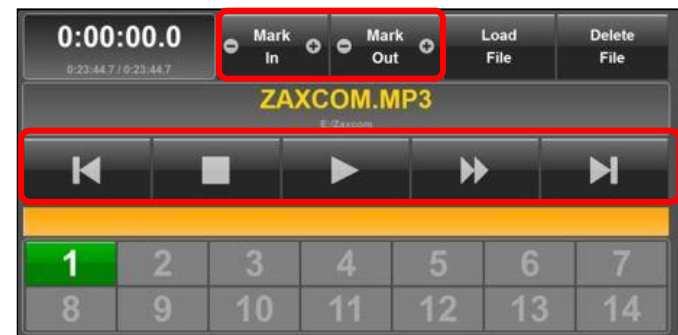 0:00:00.0
Mark In
Mark Out
Load File
Delete File
0:23:44.7 / 0:23:44.7
ZAXCOM.MP3
E:/Zaxcom
1 2 3 4 5 6 7
8 9 10 11 12 13 14